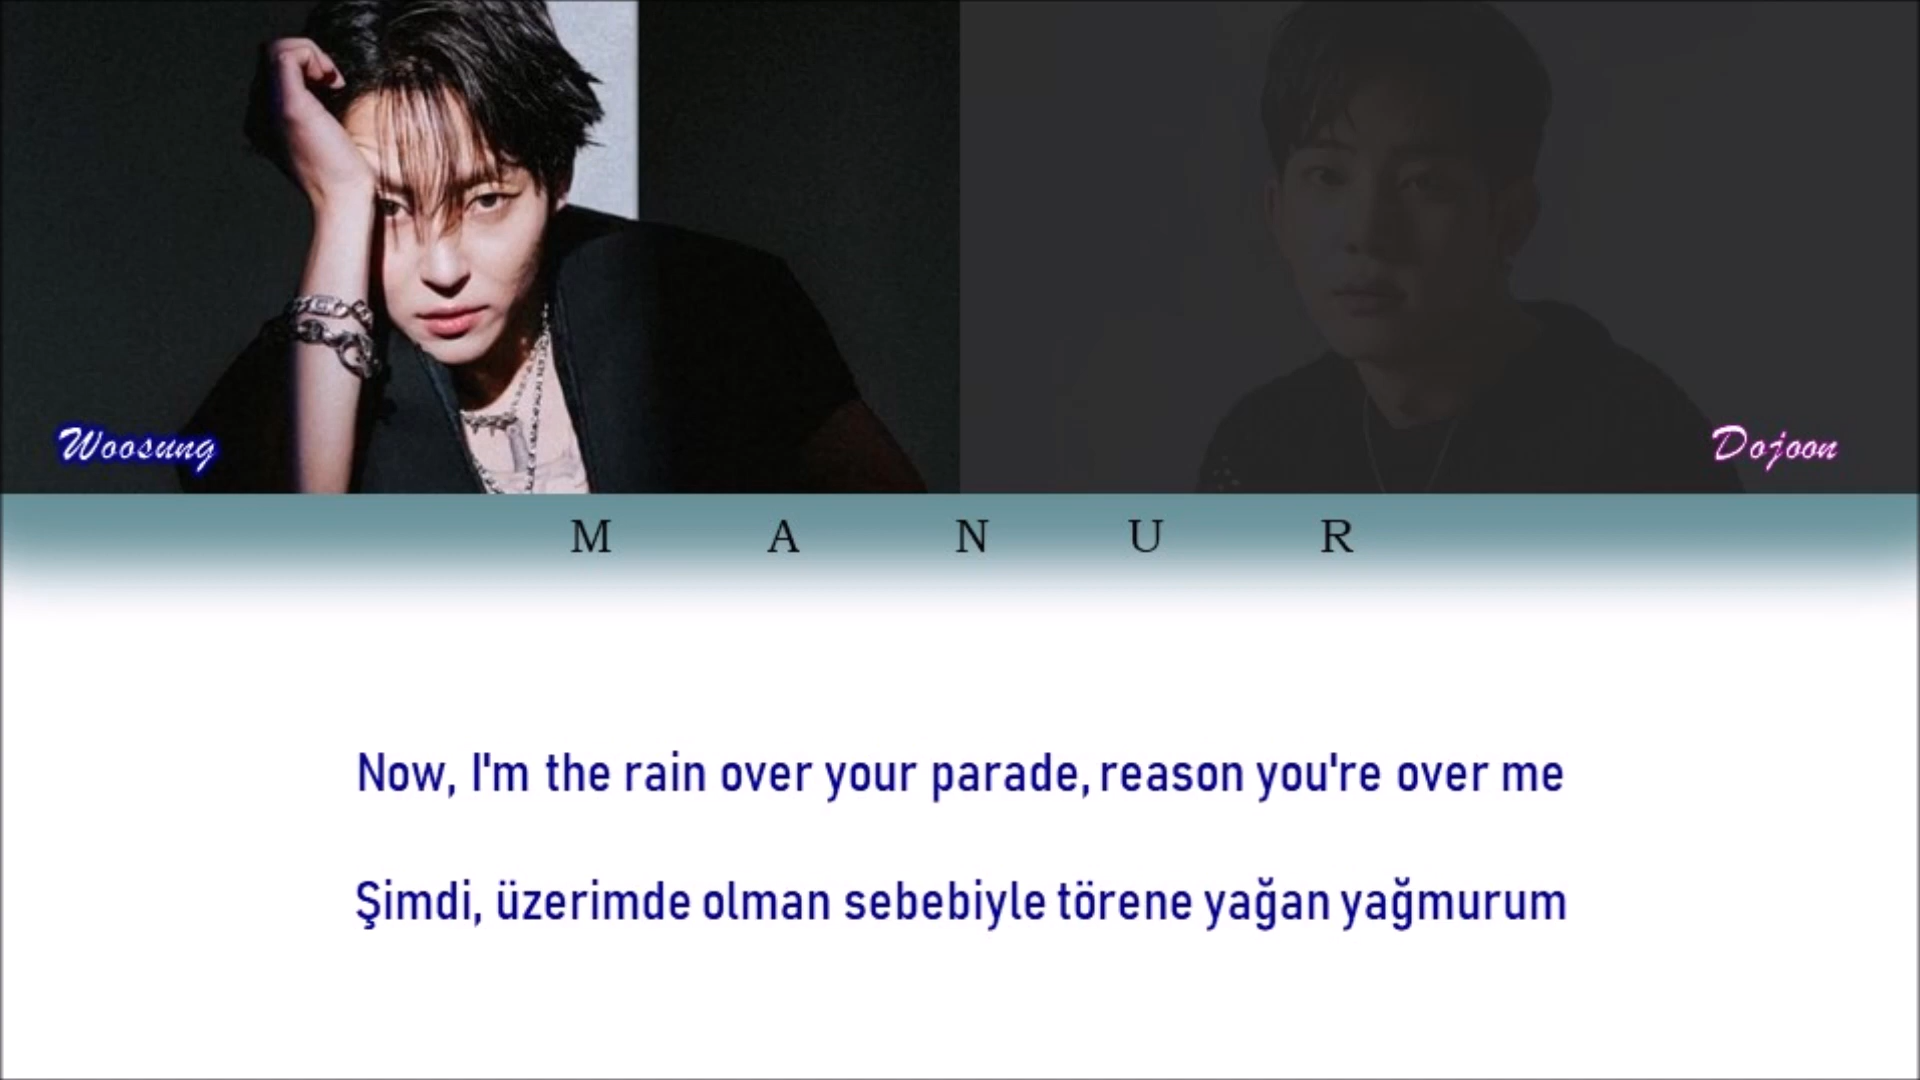 Woosung
Dojoon
M A N U R
Now, I'm the rain over your parade, reason you're over me
Şimdi, üzerimde olman sebebiyle törene yağan yağmurum